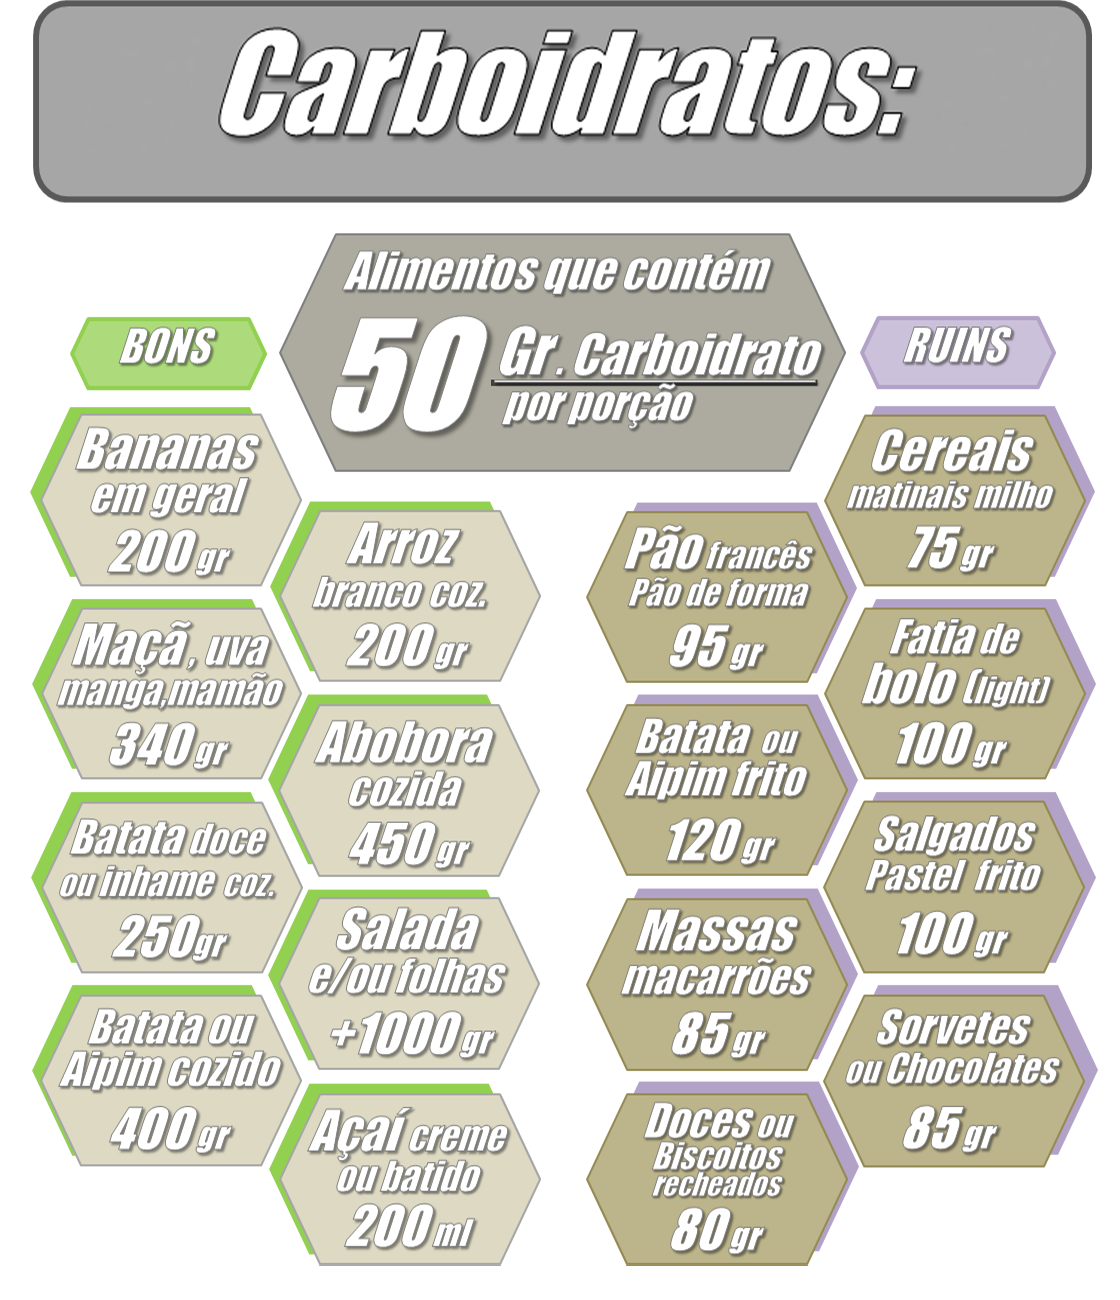 Carboidratos:
Alimentos que contém
50 Gr. Carboidrato
por porção
BONS
Bananas
em geral
200 gr
Maçã, uva
manga,mamão
340 gr
Batata doce
ou inhame coz.
250gr
Batata ou
Aipim cozido
400 gr
Arroz
branco coz.
200 gr
Abobora
cozida
450 gr
Salada
e/ou folhas
+1000 gr
Açaí creme
ou batido
200 ml
RUINS
Pão francês
Pão de forma
95 gr
Batata ou
Aipim frito
120 gr
Massas
macarrões
85 gr
Doces ou
Biscoitos
recheados
80 gr
Cereais
matinais milho
75 gr
Fatia de
bolo (light)
100 gr
Salgados
Pastel frito
100 gr
Sorvetes
ou Chocolates
85 gr